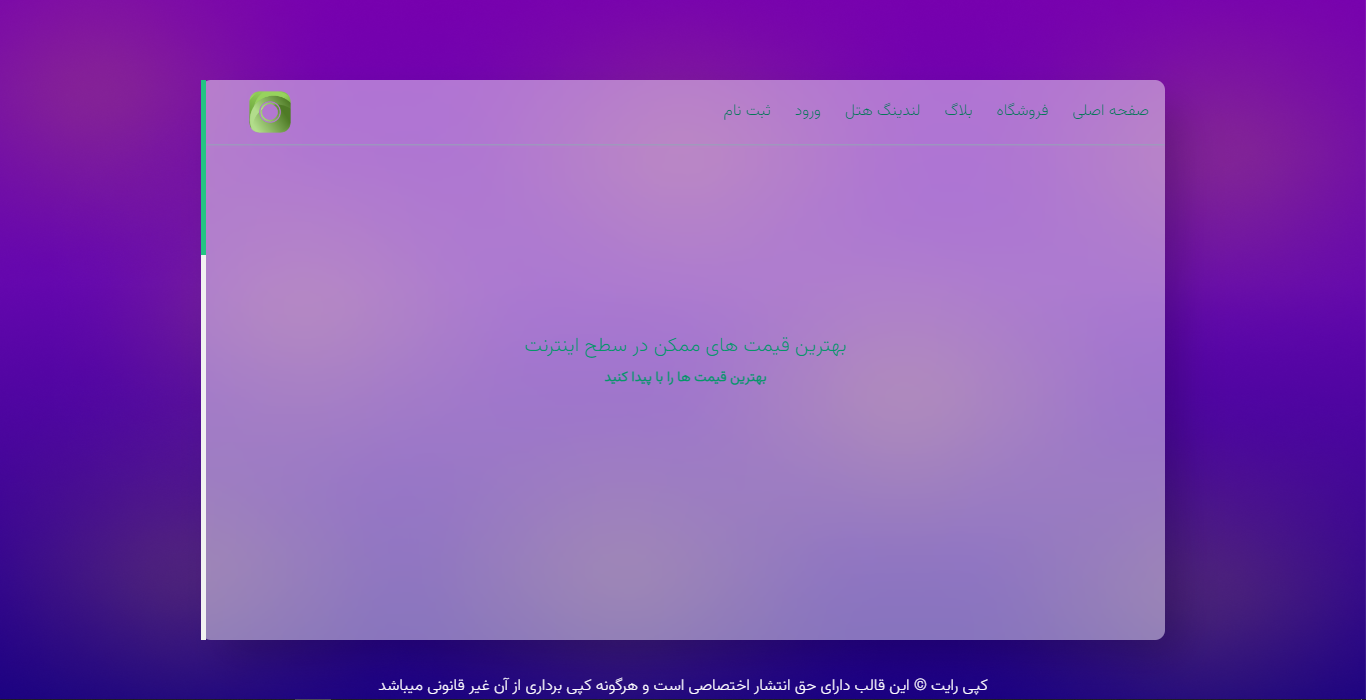 صفحه اصلی فروشگاه بلاگ لندینگ هتل ورود ثبت نام
بهترین قیمت های ممکن در سطح اینترنت
بهترین قیمت ها را با پیدا کنید
کپی رایت © این قالب دارای حق انتشار اختصاصی است و هرگونه کپی برداری از آن غیر قانونی میباشد